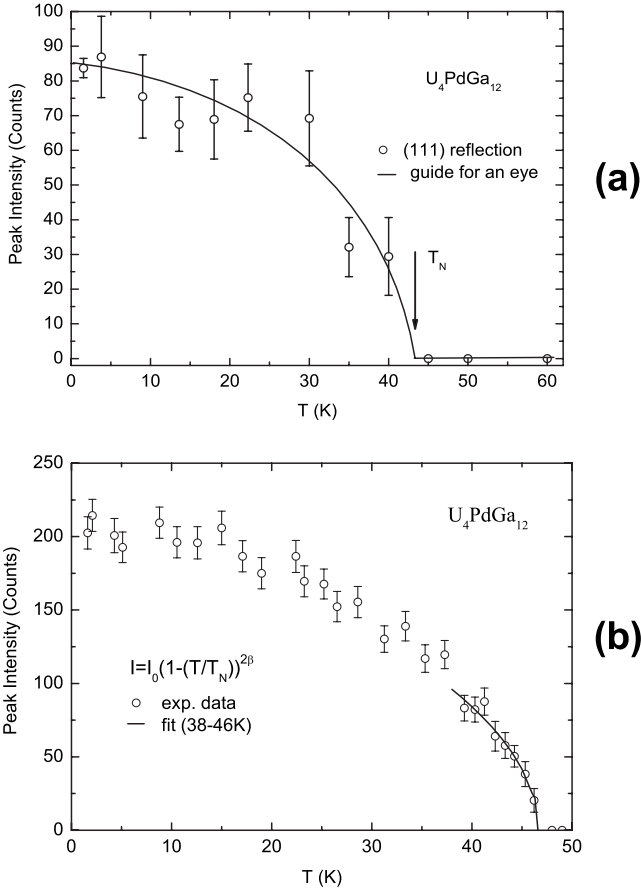 100
90
80
70
60
50
40
30
20
10
0
Peak Intensity (Counts)
U4PdGa12
(111) reflection
guide for an eye
TN
0 10 20 30 40 50 60
T (K)
(a)
250
200
150
100
50
0
Peak Intensity (Counts)
U4PdGa12
I=I0(1-(T/TN))2β
exp. data
fit (38-46K)
0 10 20 30 40 50
T (K)
(b)